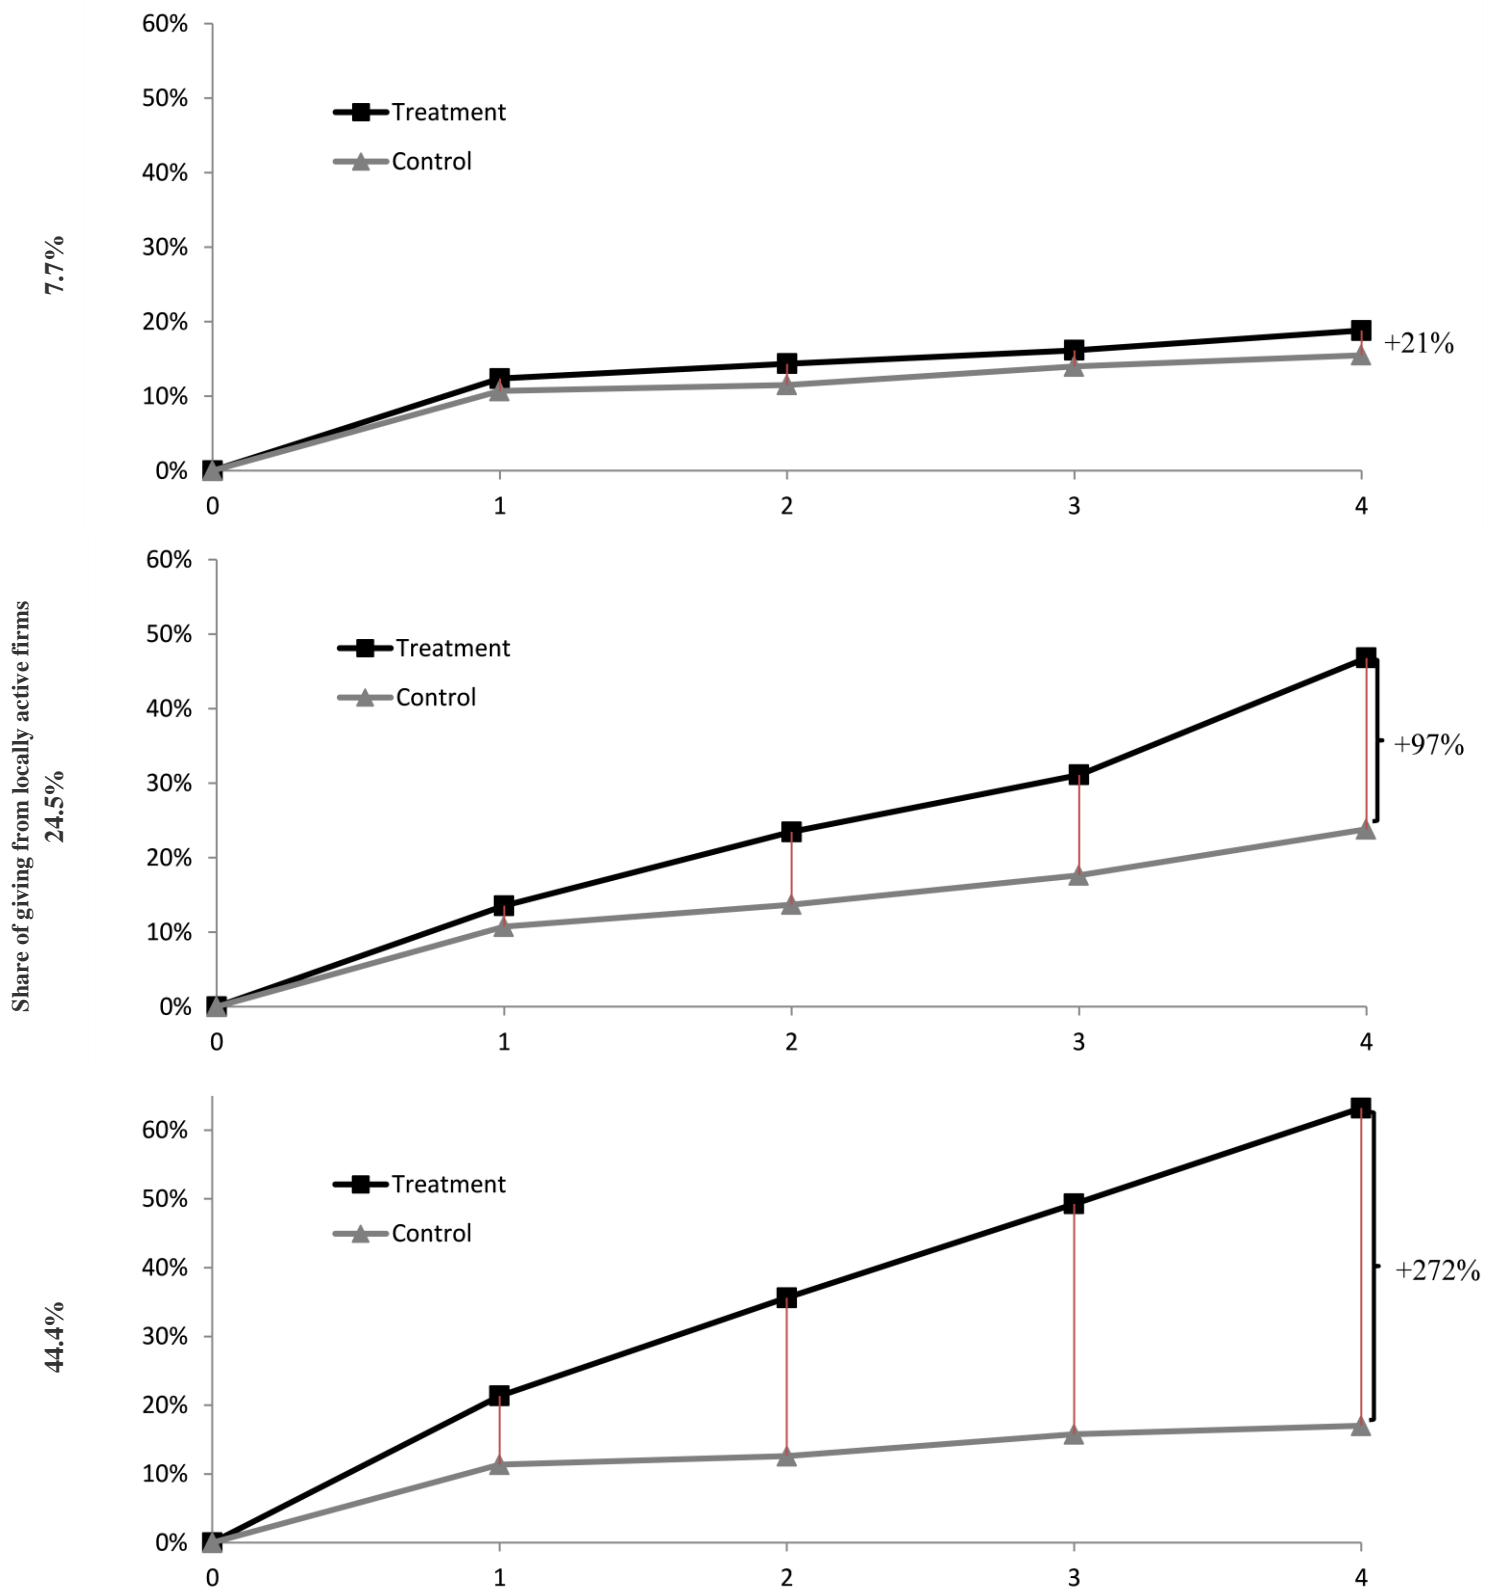 Share of giving from locally active firms
7.7%
60%
50%
40%
30%
20%
10%
0%
Treatment
Control
+21%
0 1 2 3 4
24.5%
60%
50%
40%
30%
20%
10%
0%
Treatment
Control
+97%
0 1 2 3 4
44.4%
60%
50%
40%
30%
20%
10%
0%
Treatment
Control
+272%
0 1 2 3 4